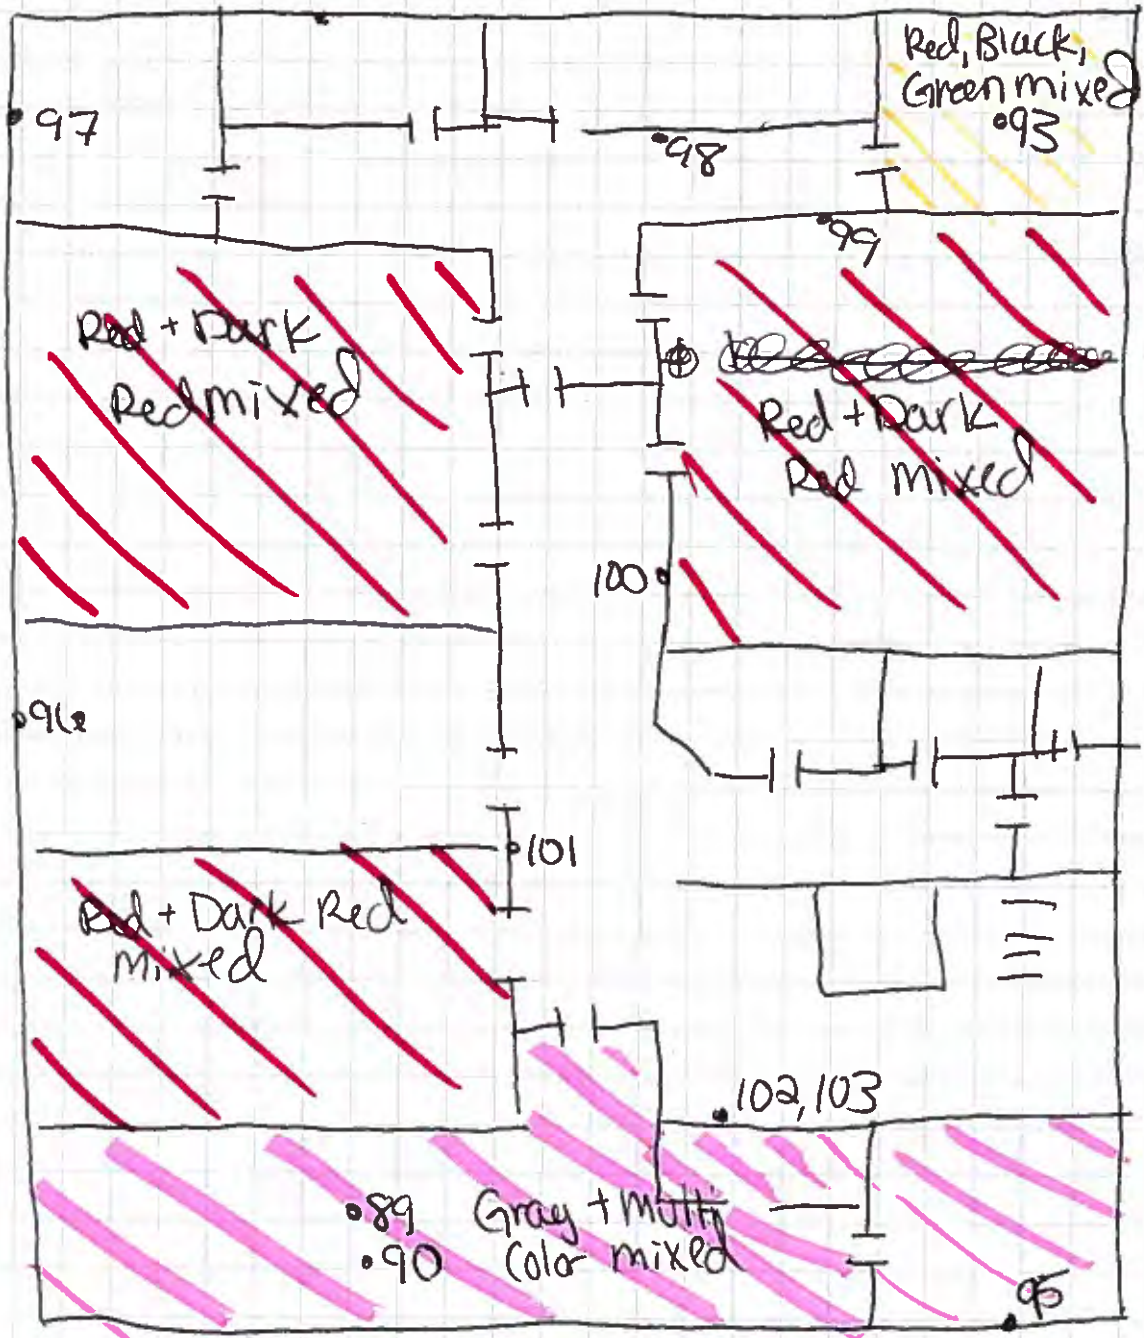 Red, Black,
Green mixed
93
97
98
99
Red + Dark
Red mixed
Red + Dark
Red mixed
100
96
101
Red + Dark Red
mixed
102, 103
89 Gray + Multi
90 Color mixed
95